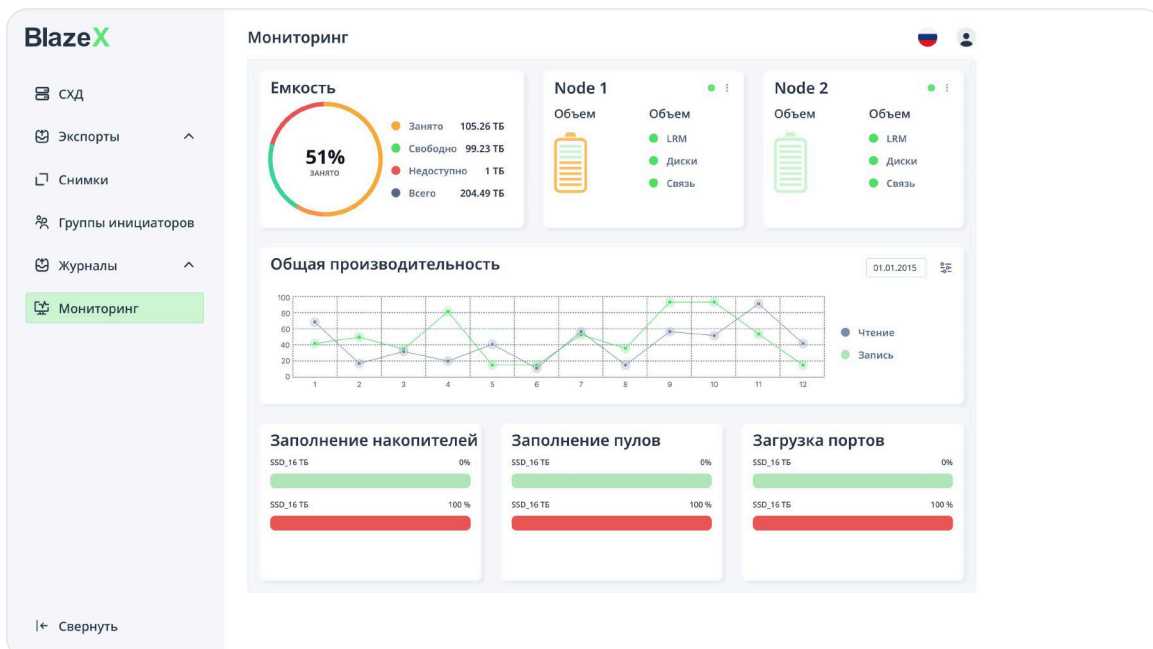 BlazeX
СХД
Экспорты
Снимки
Группы инициаторов
Журналы
Мониторинг
Свернуть
Мониторинг
Емкость
51%
ЗАНЯТО
Занято 105.26 ТБ
Свободно 99.23 ТБ
Недоступно 1 ТБ
Всего 204.49 ТБ
Node 1
Объем Объем
LRM
Диски
Связь
Node 2
Объем Объем
LRM
Диски
Связь
Общая производительность
01.01.2015
100
80
60
40
20
0
1 2 3 4 5 6 7 8 9 10 11 12
Чтение
Запись
Заполнение накопителей
SSD_16 ТБ 0%
SSD_16 ТБ 100 %
Заполнение пулов
SSD_16 ТБ 0%
SSD_16 ТБ 100 %
Загрузка портов
SSD_16 ТБ 0%
SSD_16 ТБ 100 %